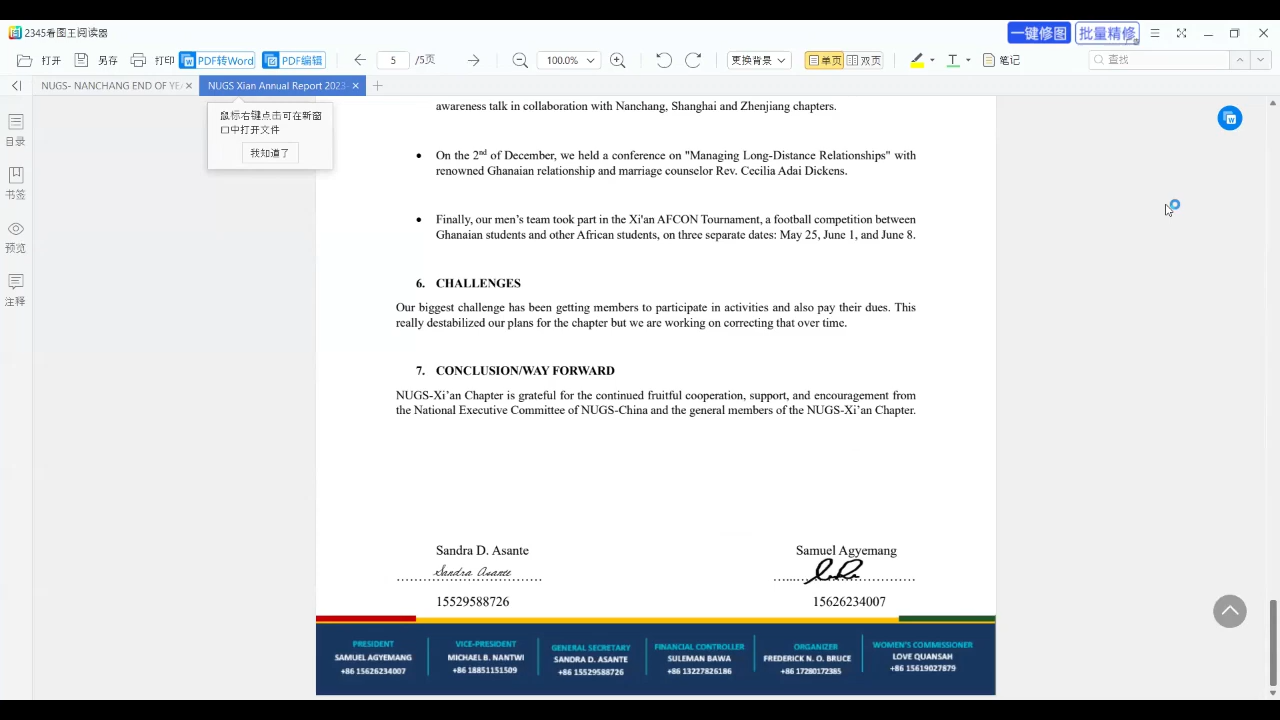 2345看图王阅读器
一键修图
批量精修
打开
另存
打印
PDF转Word
PDF编辑
5
/5页
100.0%
更换背景
单页
双页
T
笔记
查找
NUGS- NANCHANG END OF YE
NUGS Xian Annual Report 2023-
鼠标右键点击可在新窗
口中打开文件
我知道了
目录
书签
预览
注释
awareness talk in collaboration with Nanchang, Shanghai and Zhenjiang chapters.
• On the 2nd of December, we held a conference on "Managing Long-Distance Relationships" with
renowned Ghanaian relationship and marriage counselor Rev. Cecilia Adai Dickens.
• Finally, our men's team took part in the Xi'an AFCON Tournament, a football competition between
Ghanaian students and other African students, on three separate dates: May 25, June 1, and June 8.
6. CHALLENGES
Our biggest challenge has been getting members to participate in activities and also pay their dues. This
really destabilized our plans for the chapter but we are working on correcting that over time.
7. CONCLUSION/WAY FORWARD
NUGS-Xi'an Chapter is grateful for the continued fruitful cooperation, support, and encouragement from
the National Executive Committee of NUGS-China and the general members of the NUGS-Xi'an Chapter.
Sandra D. Asante
Samuel Agyemang
Sandra Asante
15529588726
15626234007
PRESIDENT
SAMUEL AGYEMANG
+86 15626234007
VICE-PRESIDENT
MICHAEL B. NANTWI
+86 18851151509
GENERAL SECRETARY
SANDRA D. ASANTE
+86 15529588726
FINANCIAL CONTROLLER
SULEMAN BAWA
+86 13227826186
ORGANIZER
FREDERICK N. O. BRUCE
+86 17280172385
WOMEN'S COMMISSIONER
LOVE QUANSAH
+86 15619027879